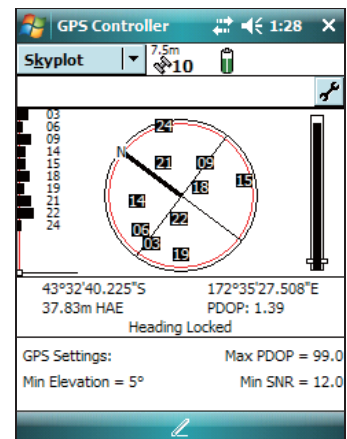 GPS Controller 1:28
Skyplot 7.5m 10
03
06
09
14
15
18
19
21
22
24
24
N
21 09
18 15
14
22
06
03
19
43°32'40.225"S 172°35'27.508"E
37.83m HAE PDOP: 1.39
Heading Locked
GPS Settings: Max PDOP = 99.0
Min Elevation = 5° Min SNR = 12.0